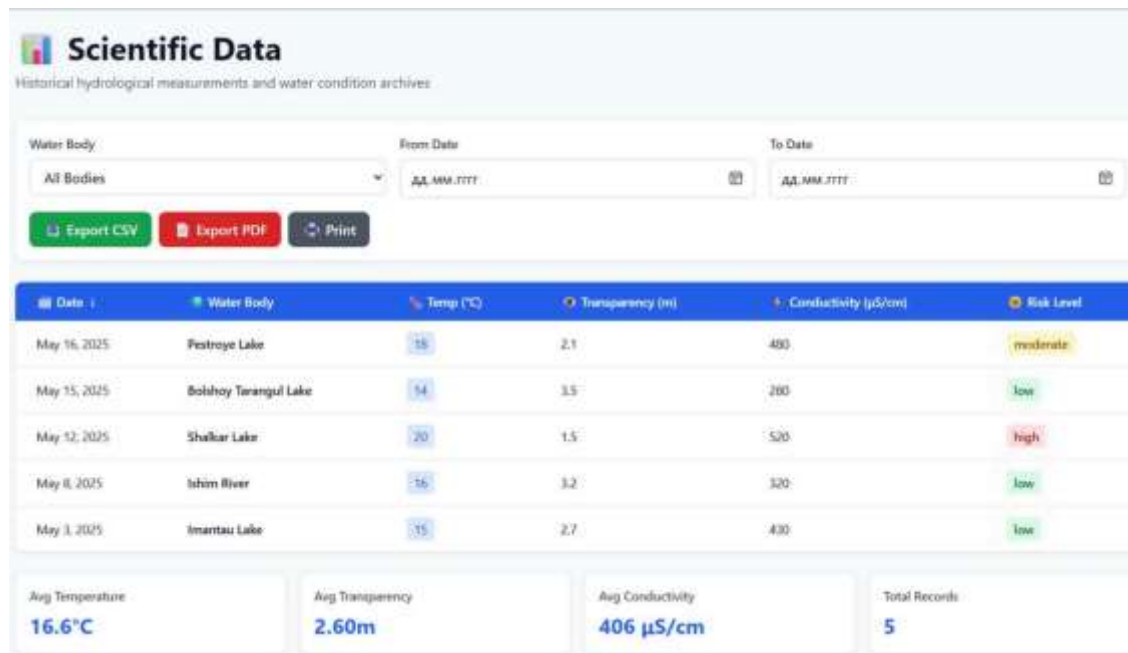 Scientific Data
Historical hydrological measurements and water condition archives
Water Body From Date To Date
All Bodies дд.мм.гггг дд.мм.гггг
Export CSV Export PDF Print
Date ↓ Water Body Temp (°C) Transparency (m) Conductivity (µS/cm) Risk Level
May 16, 2025 Pestroye Lake 18 2.1 480 moderate
May 15, 2025 Bolshoy Tarangul Lake 14 3.5 280 low
May 12, 2025 Shalkar Lake 20 1.5 520 high
May 8, 2025 Ishim River 16 3.2 320 low
May 3, 2025 Imantau Lake 15 2.7 430 low
Avg Temperature Avg Transparency Avg Conductivity Total Records
16.6°C 2.60m 406 µS/cm 5